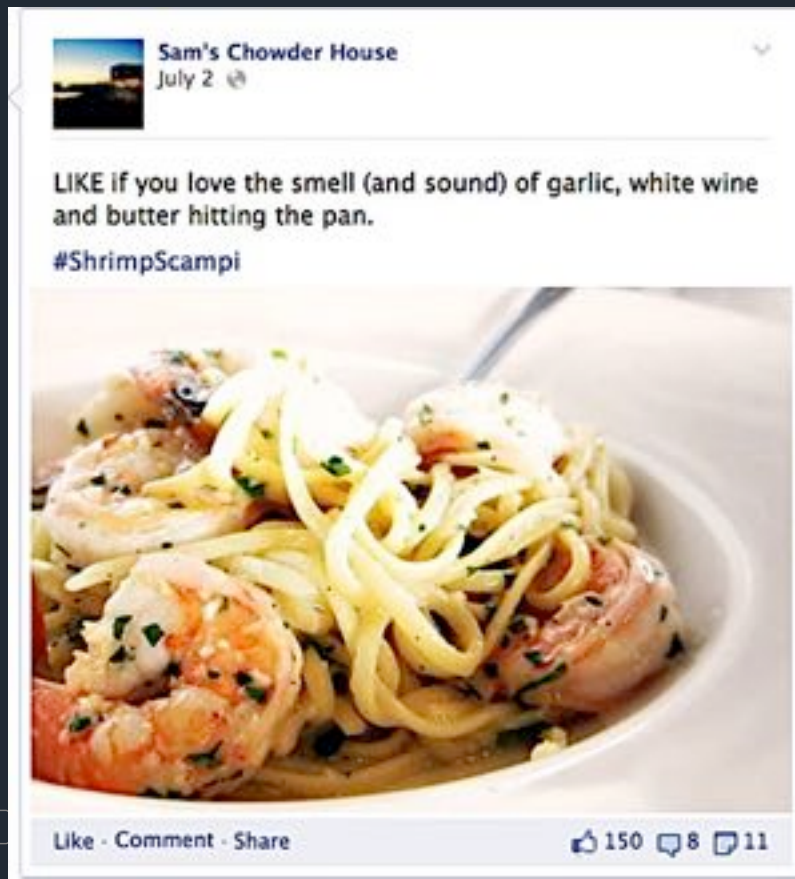 Sam's Chowder House
July 2
LIKE if you love the smell (and sound) of garlic, white wine
and butter hitting the pan.
#ShrimpScampi
Like · Comment · Share 150 8 11